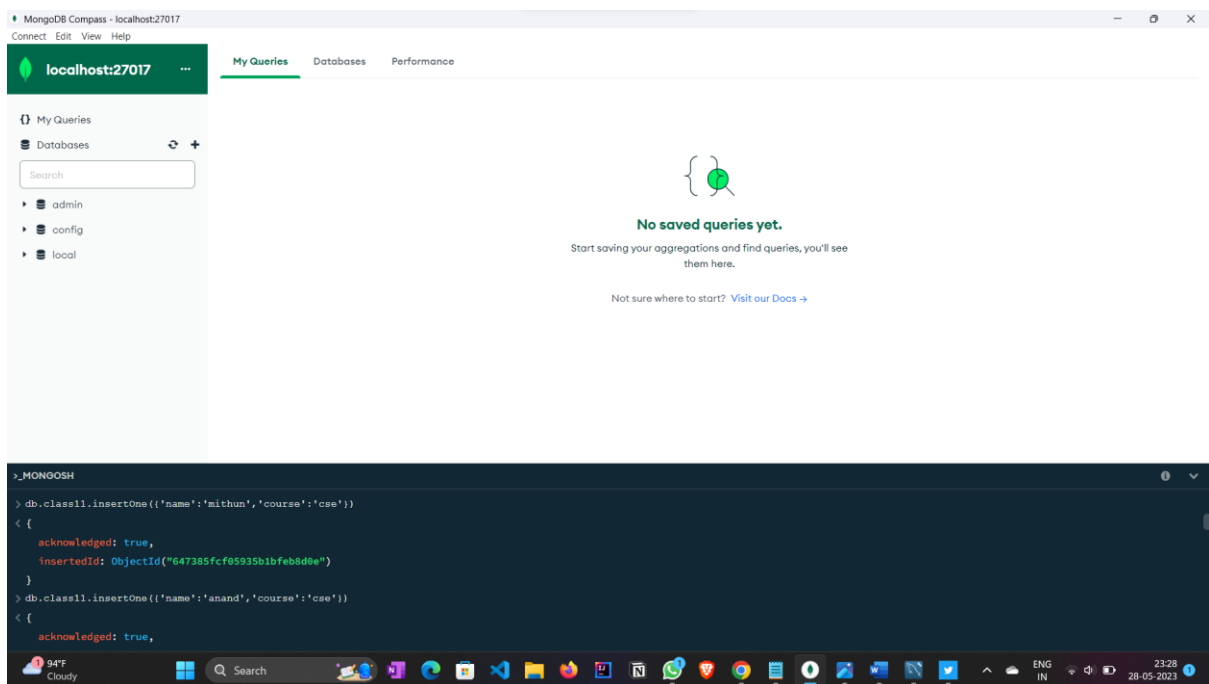 MongoDB Compass - localhost:27017
Connect Edit View Help
localhost:27017 ...
My Queries Databases Performance
{} My Queries
Databases
Search
admin
config
local
No saved queries yet.
Start saving your aggregations and find queries, you'll see
them here.
Not sure where to start? Visit our Docs →
>_MONGOSH
> db.class11.insertOne({'name':'mithun','course':'cse'})
< {
acknowledged: true,
insertedId: ObjectId("647385fcf05935b1bfeb8d0e")
}
> db.class11.insertOne({'name':'anand','course':'cse'})
< {
acknowledged: true,
1
94°F
Cloudy
Search
ENG
IN
23:28
28-05-2023
1